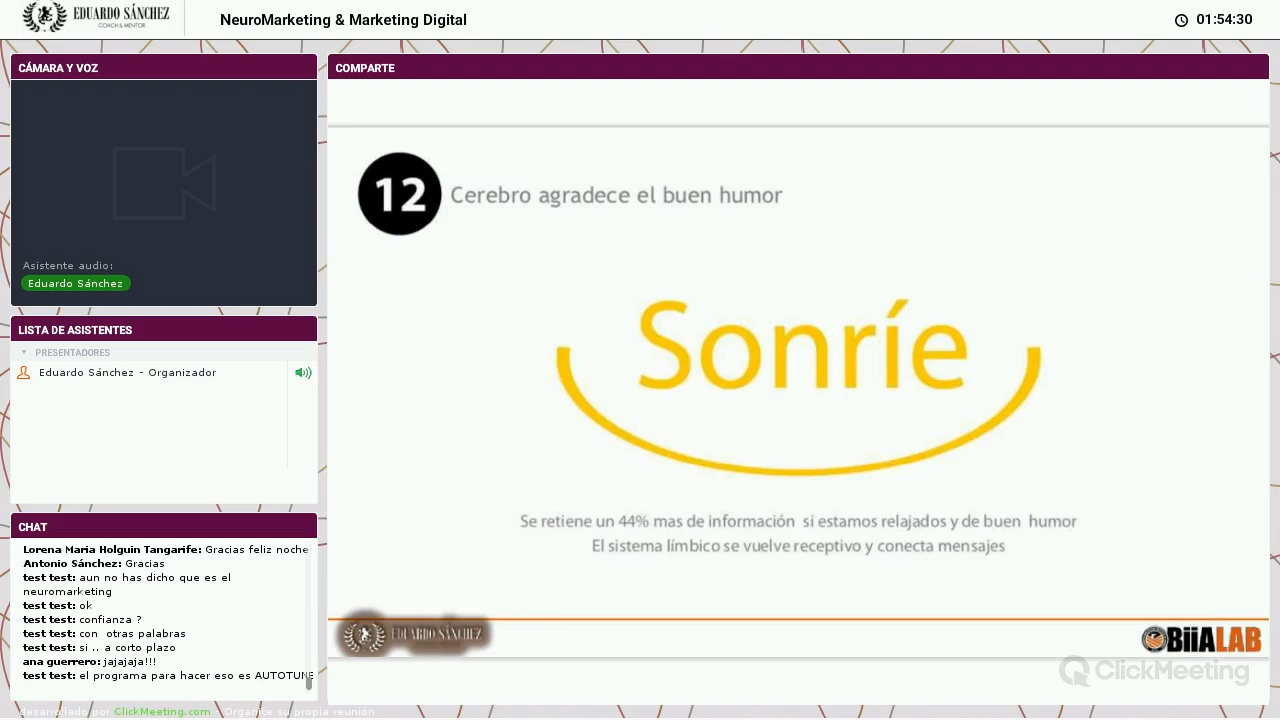 EDUARDO SÁNCHEZ
COACH & MENTOR
NeuroMarketing & Marketing Digital
01:54:30
CÁMARA Y VOZ
Asistente audio:
Eduardo Sánchez
LISTA DE ASISTENTES
PRESENTADORES
Eduardo Sánchez - Organizador
CHAT
Lorena Maria Holguin Tangarife: Gracias feliz noche
Antonio Sánchez: Gracias
test test: aun no has dicho que es el
neuromarketing
test test: ok
test test: confianza ?
test test: con otras palabras
test test: si .. a corto plazo
ana guerrero: jajajaja!!!
test test: el programa para hacer eso es AUTOTUNE
desarrollado por ClickMeeting.com - Organice su propia reunión
COMPARTE
12 Cerebro agradece el buen humor
Sonríe
Se retiene un 44% mas de información si estamos relajados y de buen humor
El sistema límbico se vuelve receptivo y conecta mensajes
EDUARDO SÁNCHEZ
BiiALAB
ClickMeeting